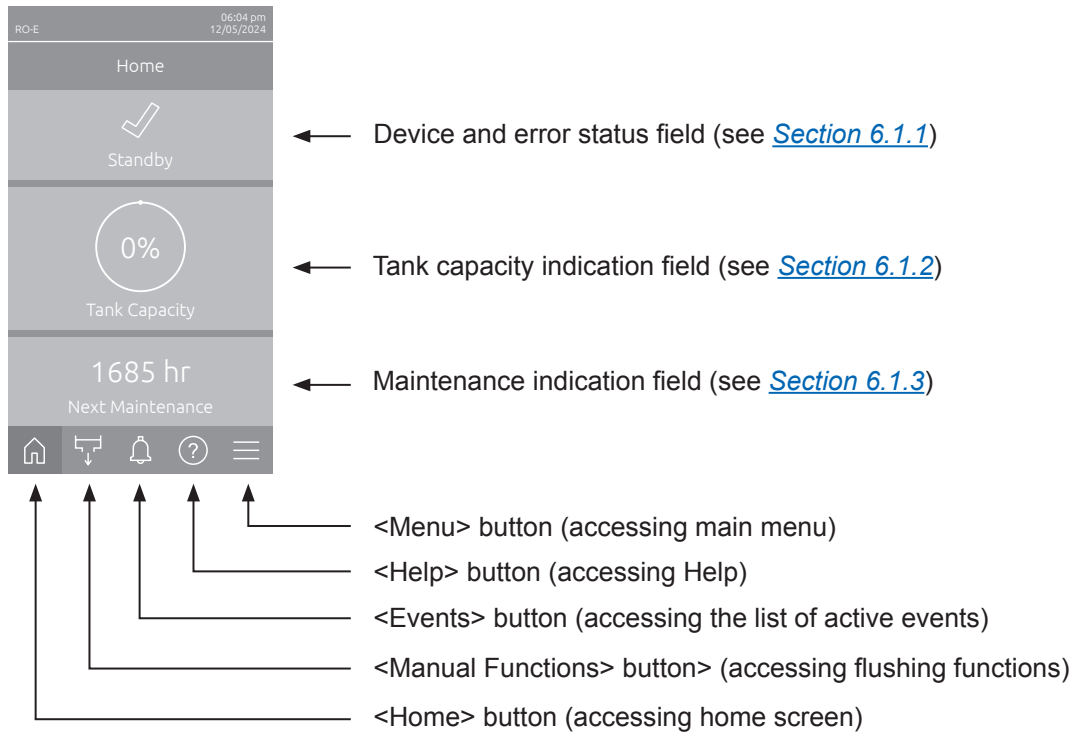 RO-E
06:04 pm
12/05/2024
Home
Standby
Device and error status field (see Section 6.1.1)
0%
Tank Capacity
Tank capacity indication field (see Section 6.1.2)
1685 hr
Next Maintenance
Maintenance indication field (see Section 6.1.3)
?
<Menu> button (accessing main menu)
<Help> button (accessing Help)
<Events> button (accessing the list of active events)
<Manual Functions> button> (accessing flushing functions)
<Home> button (accessing home screen)